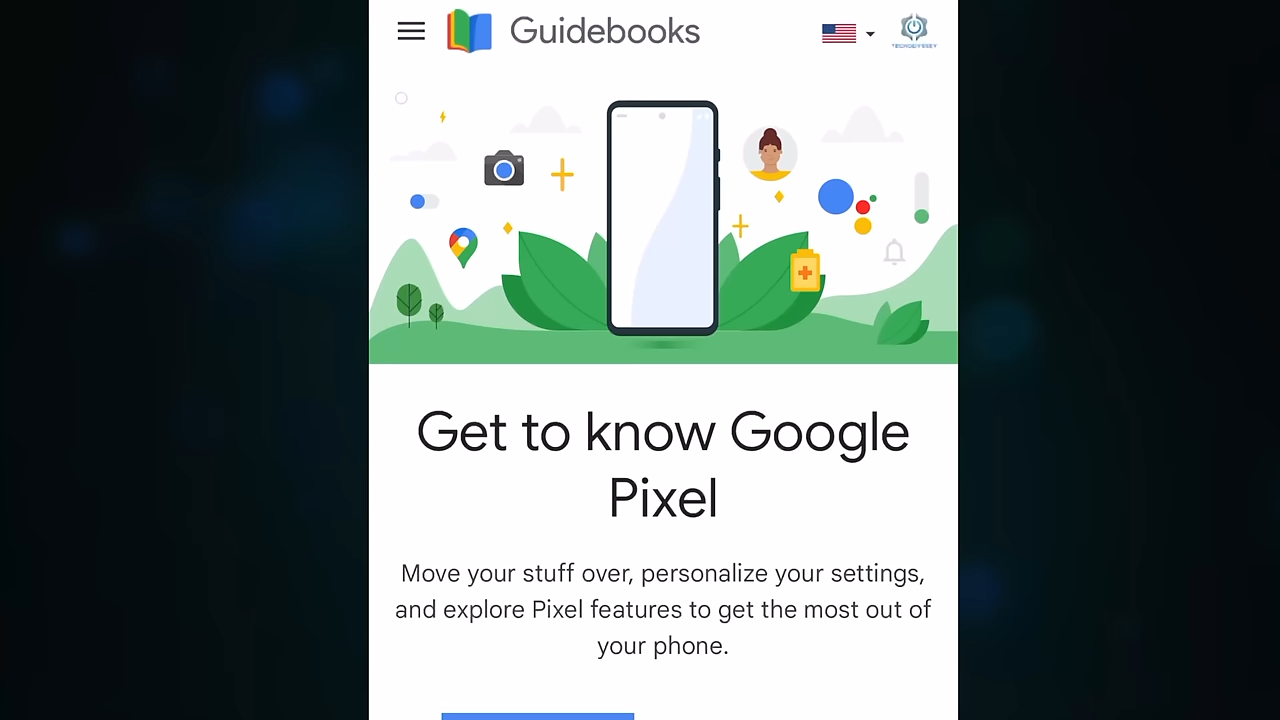 Guidebooks
TECHODYSSEY
Get to know Google
Pixel
Move your stuff over, personalize your settings,
and explore Pixel features to get the most out of
your phone.